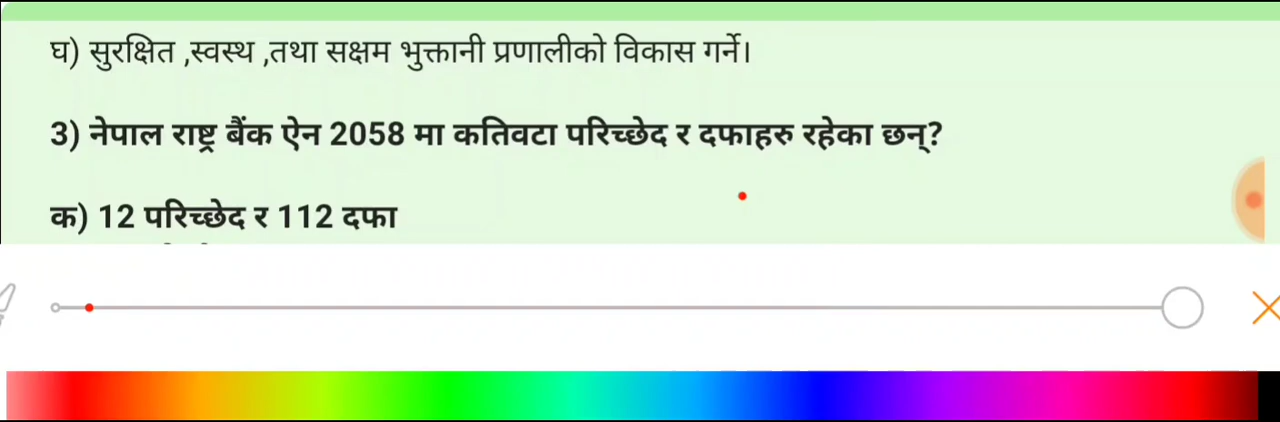 घ) सुरक्षित ,स्वस्थ ,तथा सक्षम भुक्तानी प्रणालीको विकास गर्ने।
3) नेपाल राष्ट्र बैंक ऐन 2058 मा कतिवटा परिच्छेद र दफाहरु रहेका छन्?
क) 12 परिच्छेद र 112 दफा